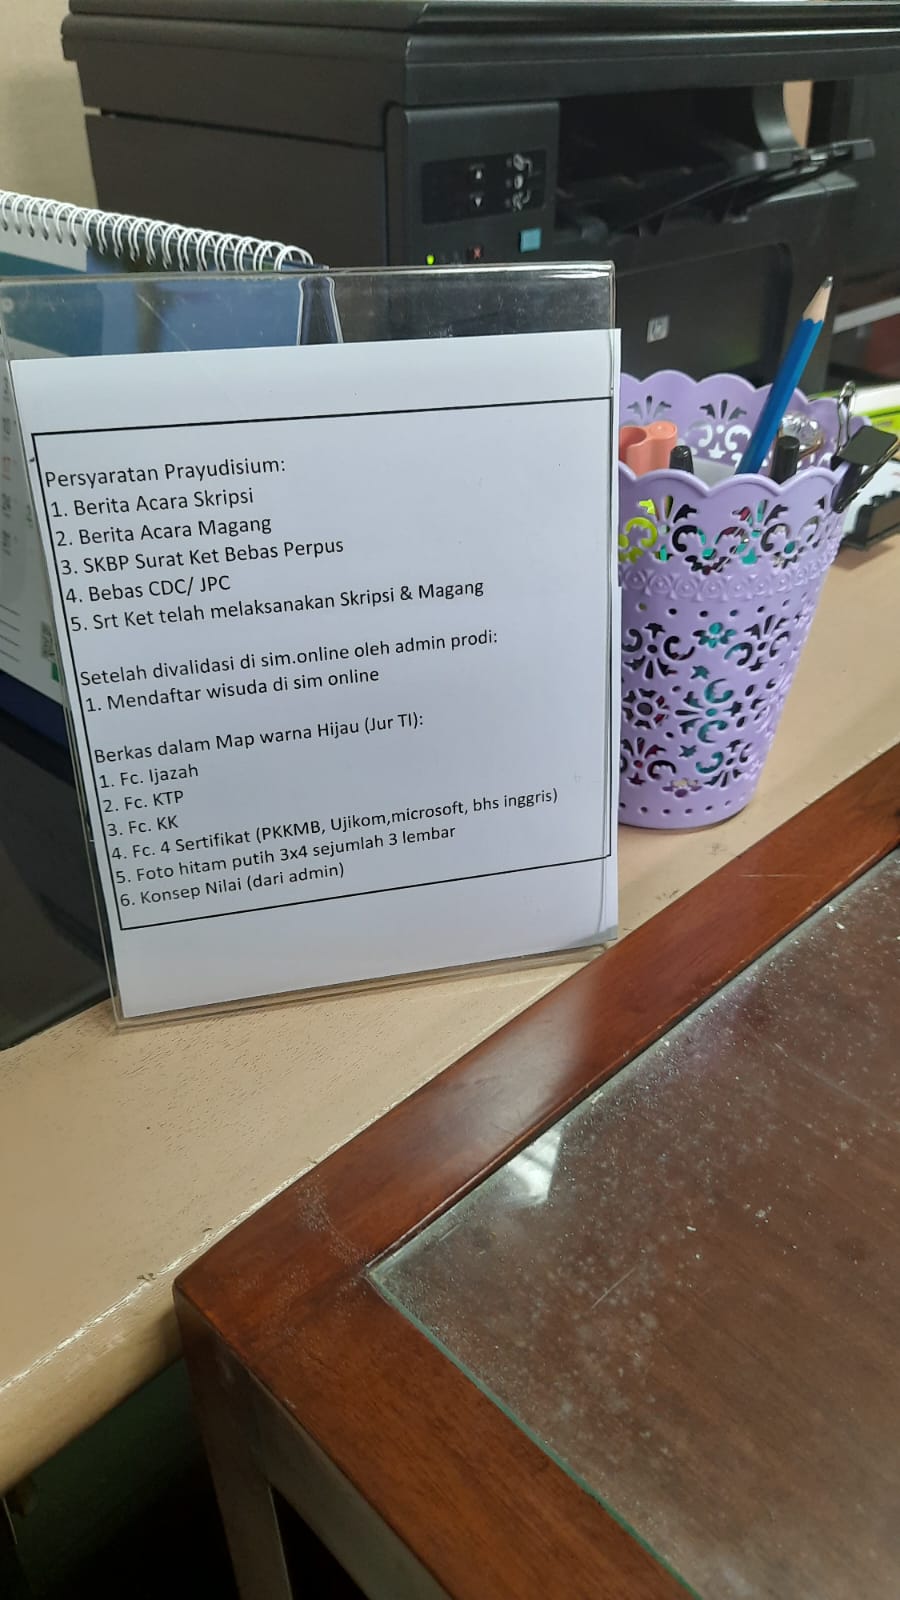 Persyaratan Prayudisium:
1. Berita Acara Skripsi
2. Berita Acara Magang
3. SKBP Surat Ket Bebas Perpus
4. Bebas CDC/ JPC
5. Srt Ket telah melaksanakan Skripsi & Magang
Setelah divalidasi di sim.online oleh admin prodi:
1. Mendaftar wisuda di sim online
Berkas dalam Map warna Hijau (Jur TI):
1. Fc. Ijazah
2. Fc. KTP
3. Fc. KK
4. Fc. 4 Sertifikat (PKKMB, Ujikom,microsoft, bhs inggris)
5. Foto hitam putih 3x4 sejumlah 3 lembar
6. Konsep Nilai (dari admin)
hp